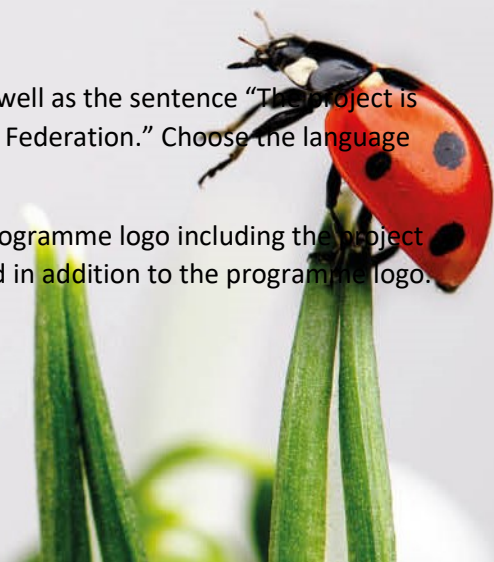 well as the sentence “The project is
Federation.” Choose the language
ogramme logo including the project
d in addition to the programme logo.